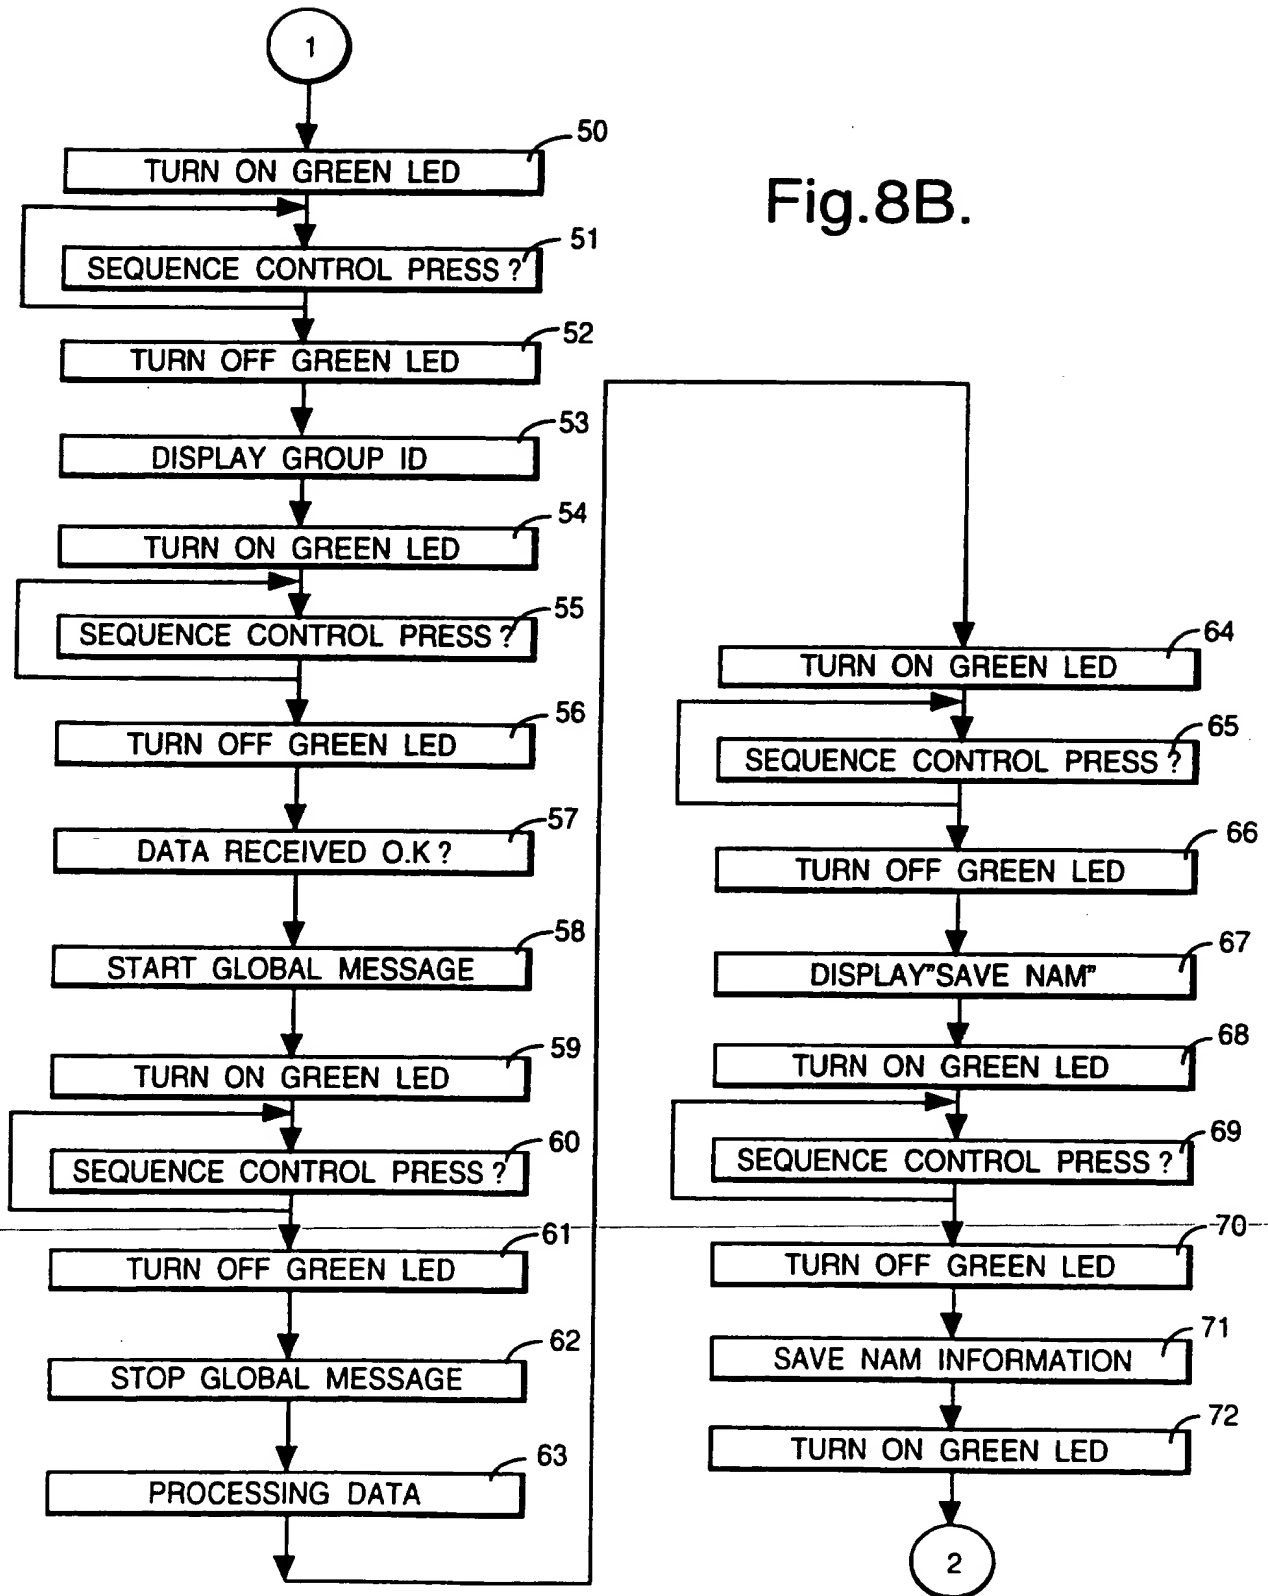 1
50
TURN ON GREEN LED
Fig.8B.
51
SEQUENCE CONTROL PRESS ?
52
TURN OFF GREEN LED
53
DISPLAY GROUP ID
54
TURN ON GREEN LED
55
SEQUENCE CONTROL PRESS ?
56
TURN OFF GREEN LED
57
DATA RECEIVED O.K ?
58
START GLOBAL MESSAGE
59
TURN ON GREEN LED
60
SEQUENCE CONTROL PRESS ?
61
TURN OFF GREEN LED
62
STOP GLOBAL MESSAGE
63
PROCESSING DATA
64
TURN ON GREEN LED
65
SEQUENCE CONTROL PRESS ?
66
TURN OFF GREEN LED
67
DISPLAY"SAVE NAM"
68
TURN ON GREEN LED
69
SEQUENCE CONTROL PRESS ?
70
TURN OFF GREEN LED
71
SAVE NAM INFORMATION
72
TURN ON GREEN LED
2